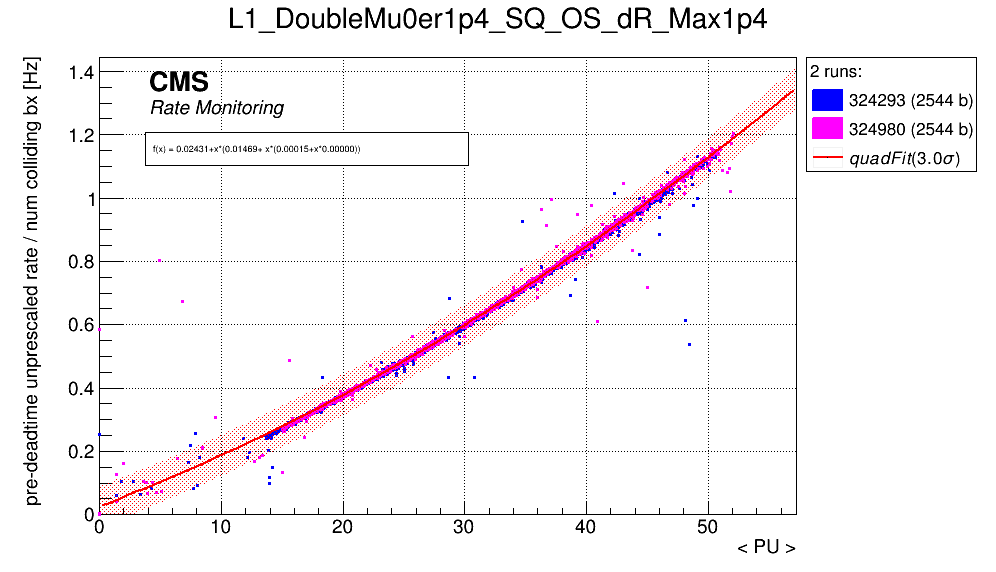 L1_DoubleMu0er1p4_SQ_OS_dR_Max1p4
pre-deadtime unprescaled rate / num colliding bx [Hz]
CMS
Rate Monitoring
f(x) = 0.02431+x*(0.01469+ x*(0.00015+x*0.00000))
2 runs:
324293 (2544 b)
324980 (2544 b)
quadFit(3.0σ)
1.4
1.2
1
0.8
0.6
0.4
0.2
0
0 10 20 30 40 50
< PU >